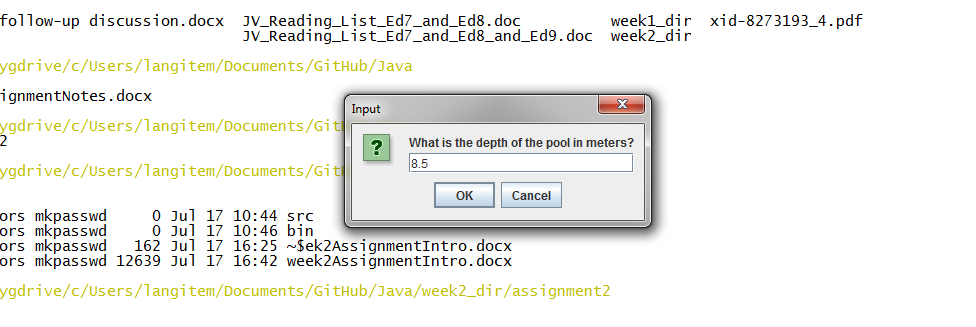 follow-up discussion.docx  JV_Reading_List_Ed7_and_Ed8.doc          week1_dir  xid-8273193_4.pdf
JV_Reading_List_Ed7_and_Ed8_and_Ed9.doc  week2_dir
ygdrive/c/Users/langitem/Documents/GitHub/Java
ignmentNotes.docx
ygdrive/c/Users/langitem/Documents/GitH
2
ygdrive/c/Users/langitem/Documents/GitH
Input
What is the depth of the pool in meters?
8.5
OK Cancel
ors mkpasswd     0 Jul 17 10:44 src
ors mkpasswd     0 Jul 17 10:46 bin
ors mkpasswd   162 Jul 17 16:25 ~$ek2AssignmentIntro.docx
ors mkpasswd 12639 Jul 17 16:42 week2AssignmentIntro.docx
ygdrive/c/Users/langitem/Documents/GitHub/Java/week2_dir/assignment2